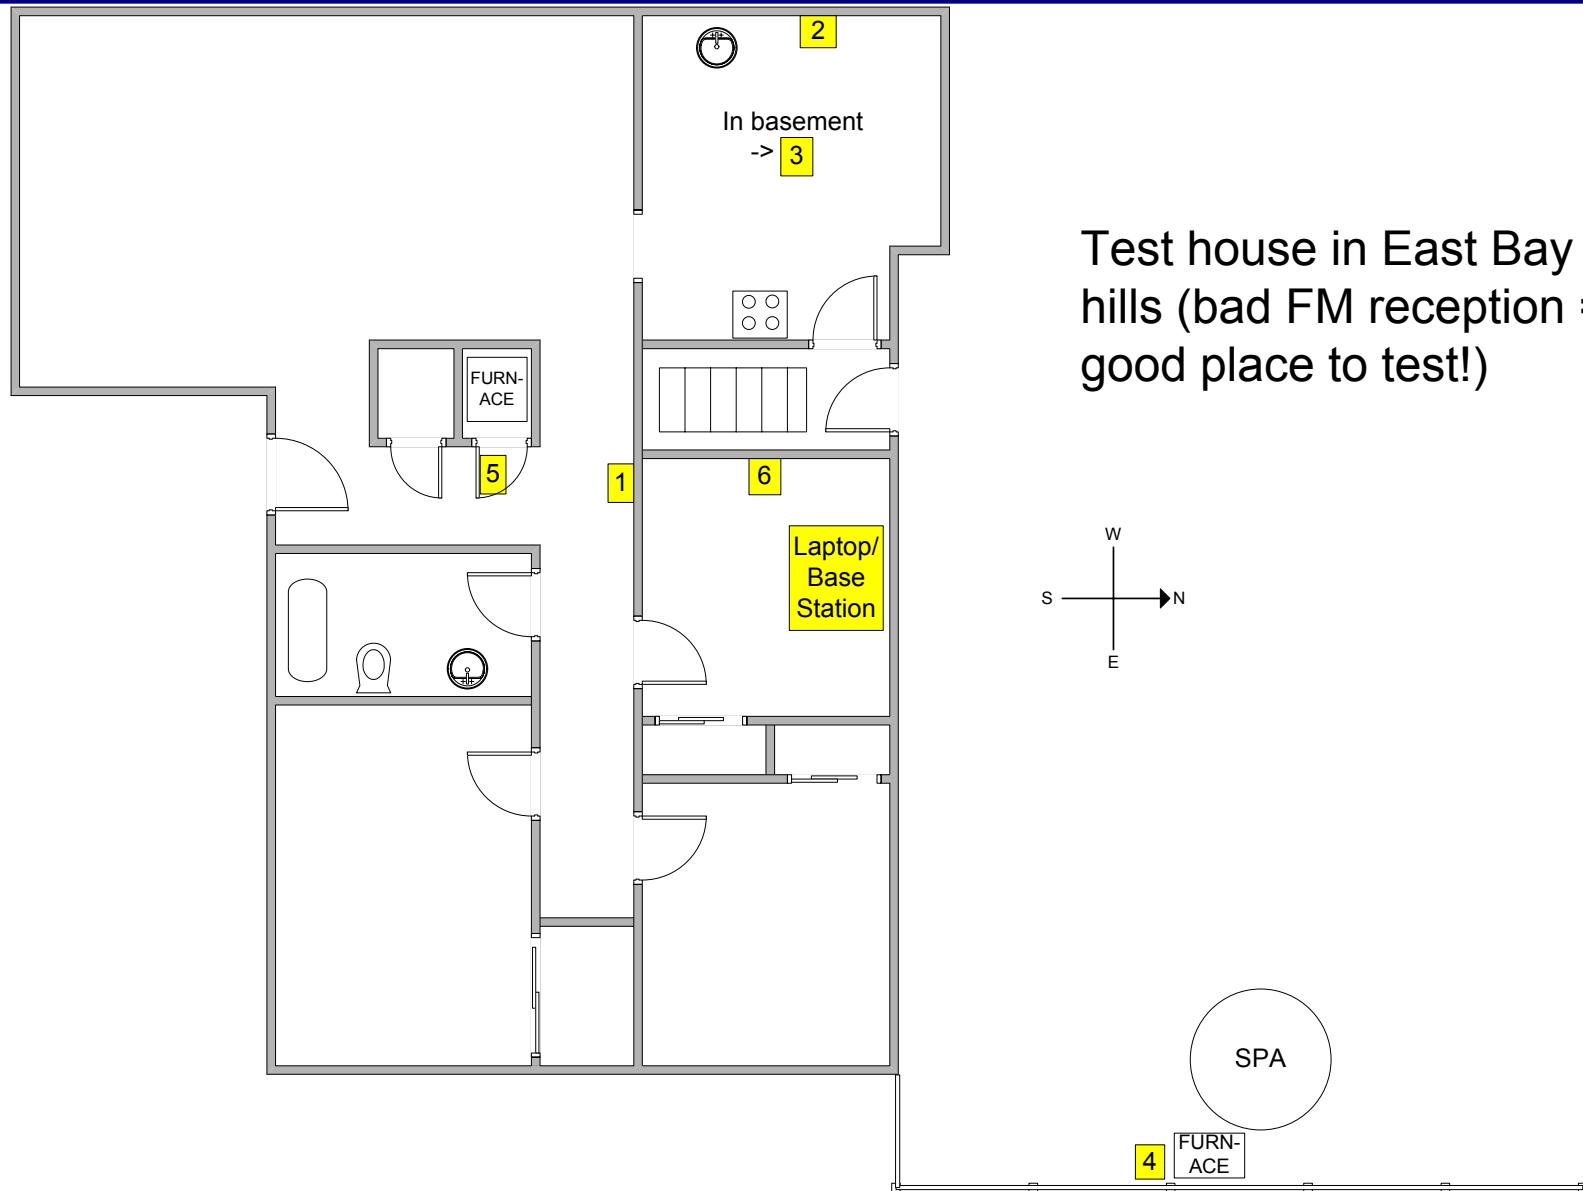 2
In basement
-> 3
Test house in East Bay
hills (bad FM reception =
good place to test!)
FURN-
ACE
5
1
6
Laptop/
Base
Station
W
S
N
E
SPA
4
FURN-
ACE